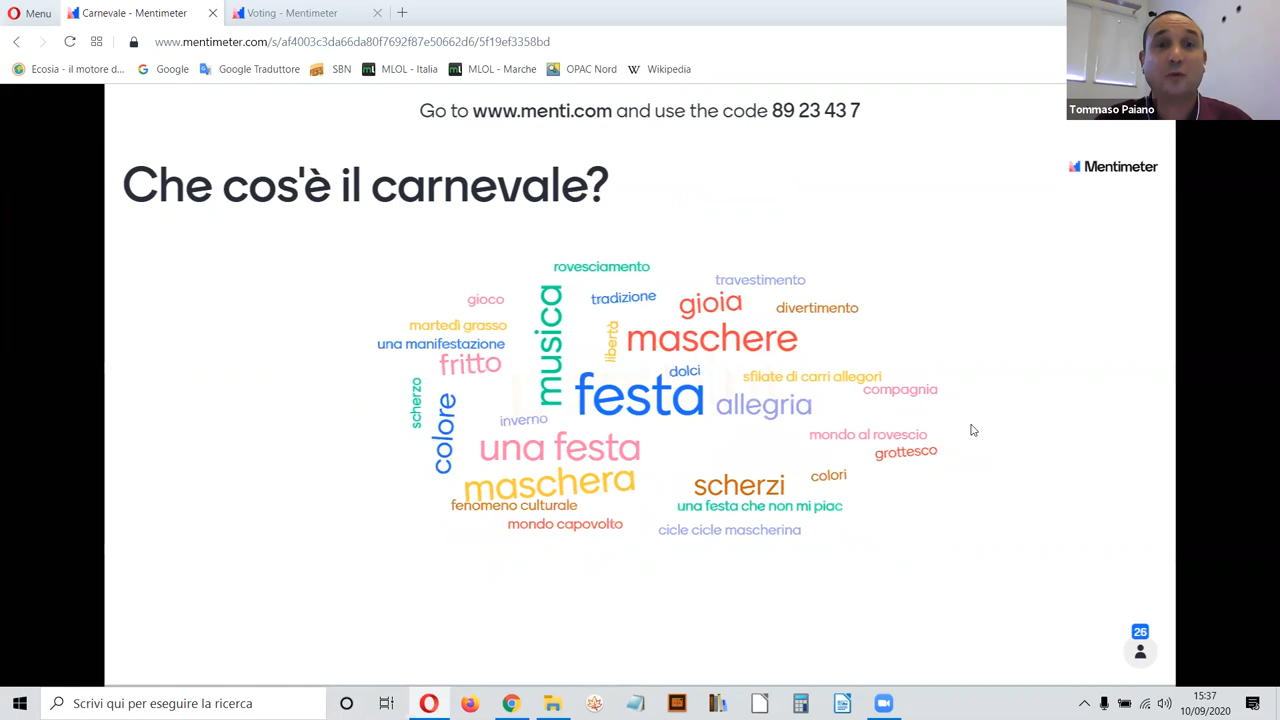 Menu
Carnevale - Mentimeter
Voting - Mentimeter
www.mentimeter.com/s/af4003c3da66da80f7692f87e50662d6/5f19ef3358bd
Ecosia - il motore d...
Google
Google Traduttore
SBN
MLOL - Italia
MLOL - Marche
OPAC Nord
Wikipedia
Tommaso Paiano
Go to www.menti.com and use the code 89 23 43 7
Mentimeter
Che cos'è il carnevale?
rovesciamento
travestimento
gioco
tradizione
gioia
divertimento
martedì grasso
musica
libertà
maschere
una manifestazione
fritto
dolci
sfilate di carri allegori
compagnia
scherzo
colore
festa
allegria
inverno
mondo al rovescio
una festa
grottesco
maschera
scherzi
colori
fenomeno culturale
una festa che non mi piac
mondo capovolto
cicle cicle mascherina
26
Scrivi qui per eseguire la ricerca
15:37
10/09/2020